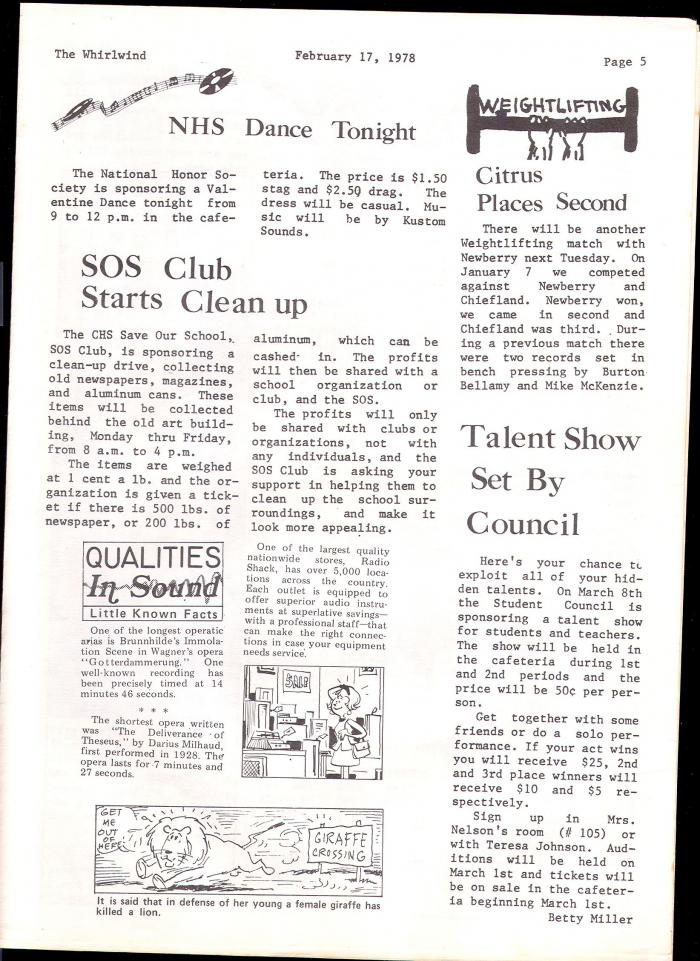 The Whirlwind
February 17, 1978
Page 5
NHS Dance Tonight
The National Honor So-
ciety is sponsoring a Val-
entine Dance tonight from
9 to 12 p.m. in the cafe-
teria. The price is $1.50
stag and $2.50 drag. The
dress will be casual. Mu-
sic will be by Kustom
Sounds.
SOS Club
Starts Clean up
The CHS Save Our School,
SOS Club, is sponsoring a
clean-up drive, collecting
old newspapers, magazines,
and aluminum cans. These
items will be collected
behind the old art build-
ing, Monday thru Friday,
from 8 a.m. to 4 p.m.
The items are weighed
at 1 cent a lb. and the or-
ganization is given a tick-
et if there is 500 lbs. of
newspaper, or 200 lbs. of
aluminum, which can be
cashed in. The profits
will then be shared with a
school organization or
club, and the SOS.
The profits will only
be shared with clubs or
organizations, not with
any individuals, and the
SOS Club is asking your
support in helping them to
clean up the school sur-
roundings, and make it
look more appealing.
QUALITIES
In Sound
Little Known Facts
One of the longest operatic
arias is Brunnhilde's Immola-
tion Scene in Wagner's opera
"Gotterdammerung." One
well-known recording has
been precisely timed at 14
minutes 46 seconds.
* * *
The shortest opera written
was "The Deliverance of
Theseus," by Darius Milhaud,
first performed in 1928. The
opera lasts for 7 minutes and
27 seconds.
One of the largest quality
nationwide stores, Radio
Shack, has over 5,000 loca-
tions across the country.
Each outlet is equipped to
offer superior audio instru-
ments at superlative savings—
with a professional staff—that
can make the right connec-
tions in case your equipment
needs service.
SALE
GET
ME
OUT
OF
HERE
GIRAFFE
CROSSING
It is said that in defense of her young a female giraffe has
killed a lion.
WEIGHTLIFTING
Citrus
Places Second
There will be another
Weightlifting match with
Newberry next Tuesday. On
January 7 we competed
against Newberry and
Chiefland. Newberry won,
we came in second and
Chiefland was third. Dur-
ing a previous match there
were two records set in
bench pressing by Burton
Bellamy and Mike McKenzie.
Talent Show
Set By
Council
Here's your chance to
exploit all of your hid-
den talents. On March 8th
the Student Council is
sponsoring a talent show
for students and teachers.
The show will be held in
the cafeteria during 1st
and 2nd periods and the
price will be 50¢ per per-
son.
Get together with some
friends or do a solo per-
formance. If your act wins
you will receive $25, 2nd
and 3rd place winners will
receive $10 and $5 re-
spectively.
Sign up in Mrs.
Nelson's room (# 105) or
with Teresa Johnson. Aud-
itions will be held on
March 1st and tickets will
be on sale in the cafeter-
ia beginning March 1st.
Betty Miller